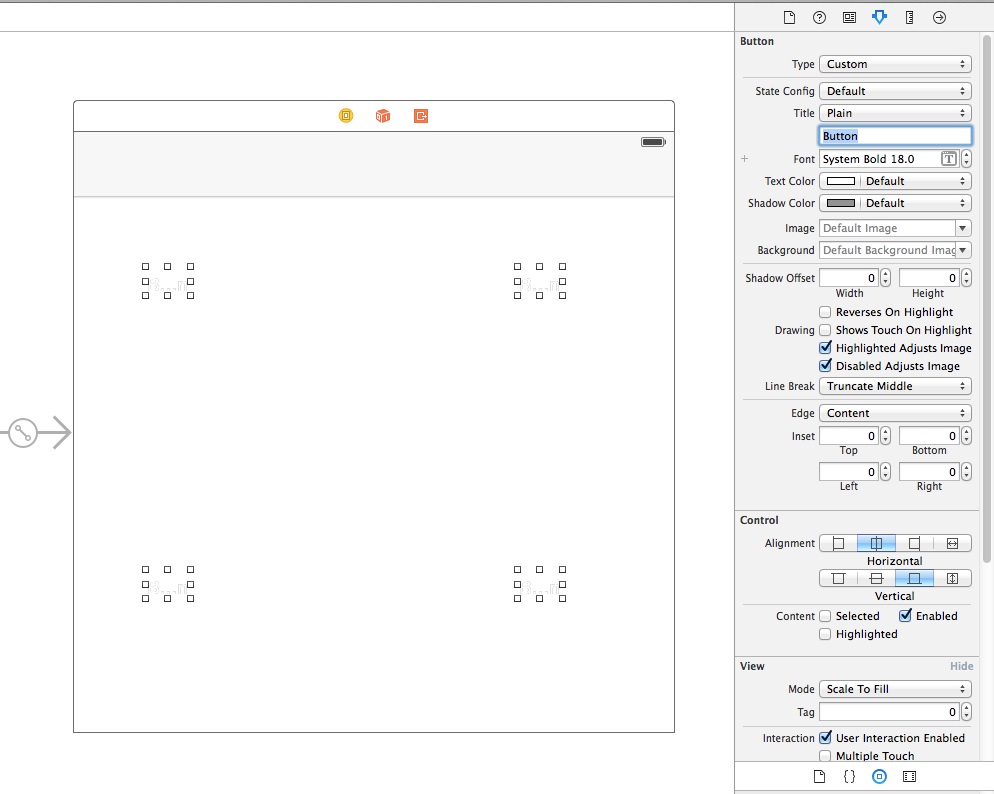 Button
Type Custom
State Config Default
Title Plain
Button
Font System Bold 18.0 T
Text Color Default
Shadow Color Default
Image Default Image
Background Default Background Imag
Shadow Offset 0 0
Width Height
Reverses On Highlight
Drawing Shows Touch On Highlight
Highlighted Adjusts Image
Disabled Adjusts Image
Line Break Truncate Middle
Edge Content
Inset 0 0
Top Bottom
0 0
Left Right
Control
Alignment
Horizontal
Vertical
Content Selected Enabled
Highlighted
View Hide
Mode Scale To Fill
Tag 0
Interaction User Interaction Enabled
Multiple Touch